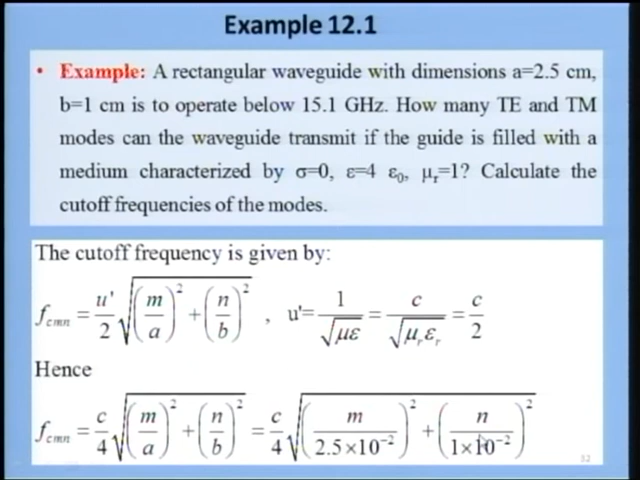 Example 12.1
• Example: A rectangular waveguide with dimensions a=2.5 cm,
b=1 cm is to operate below 15.1 GHz. How many TE and TM
modes can the waveguide transmit if the guide is filled with a
medium characterized by σ=0, ε=4 ε₀, μᵣ=1? Calculate the
cutoff frequencies of the modes.
The cutoff frequency is given by:
f_cmn = u'/2 √((m/a)² + (n/b)²) , u'= 1/√(με) = c/√(μᵣεᵣ) = c/2
Hence
f_cmn = c/4 √((m/a)² + (n/b)²) = c/4 √((m/2.5×10⁻²)² + (n/1×10⁻²)²)
32